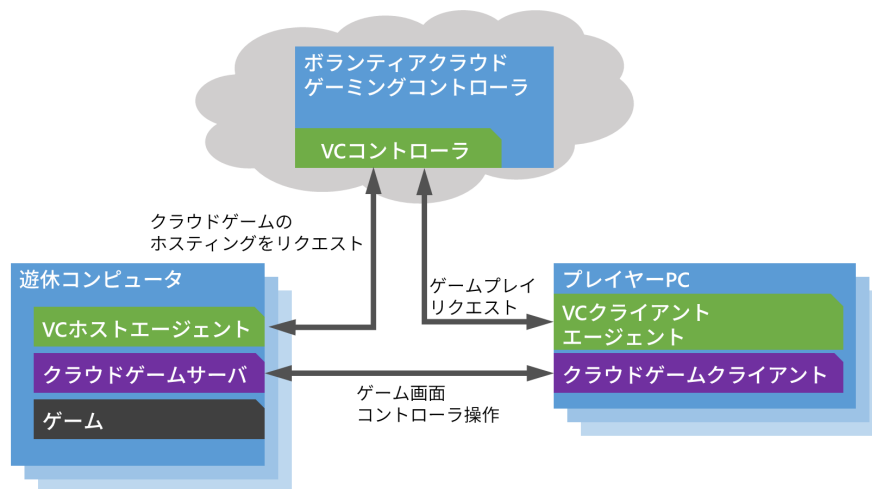 ボランティアクラウド
ゲーミングコントローラ
VCコントローラ
クラウドゲームの
ホスティングをリクエスト
ゲームプレイ
リクエスト
遊休コンピュータ
VCホストエージェント
クラウドゲームサーバ
ゲーム
プレイヤーPC
VCクライアント
エージェント
クラウドゲームクライアント
ゲーム画面
コントローラ操作